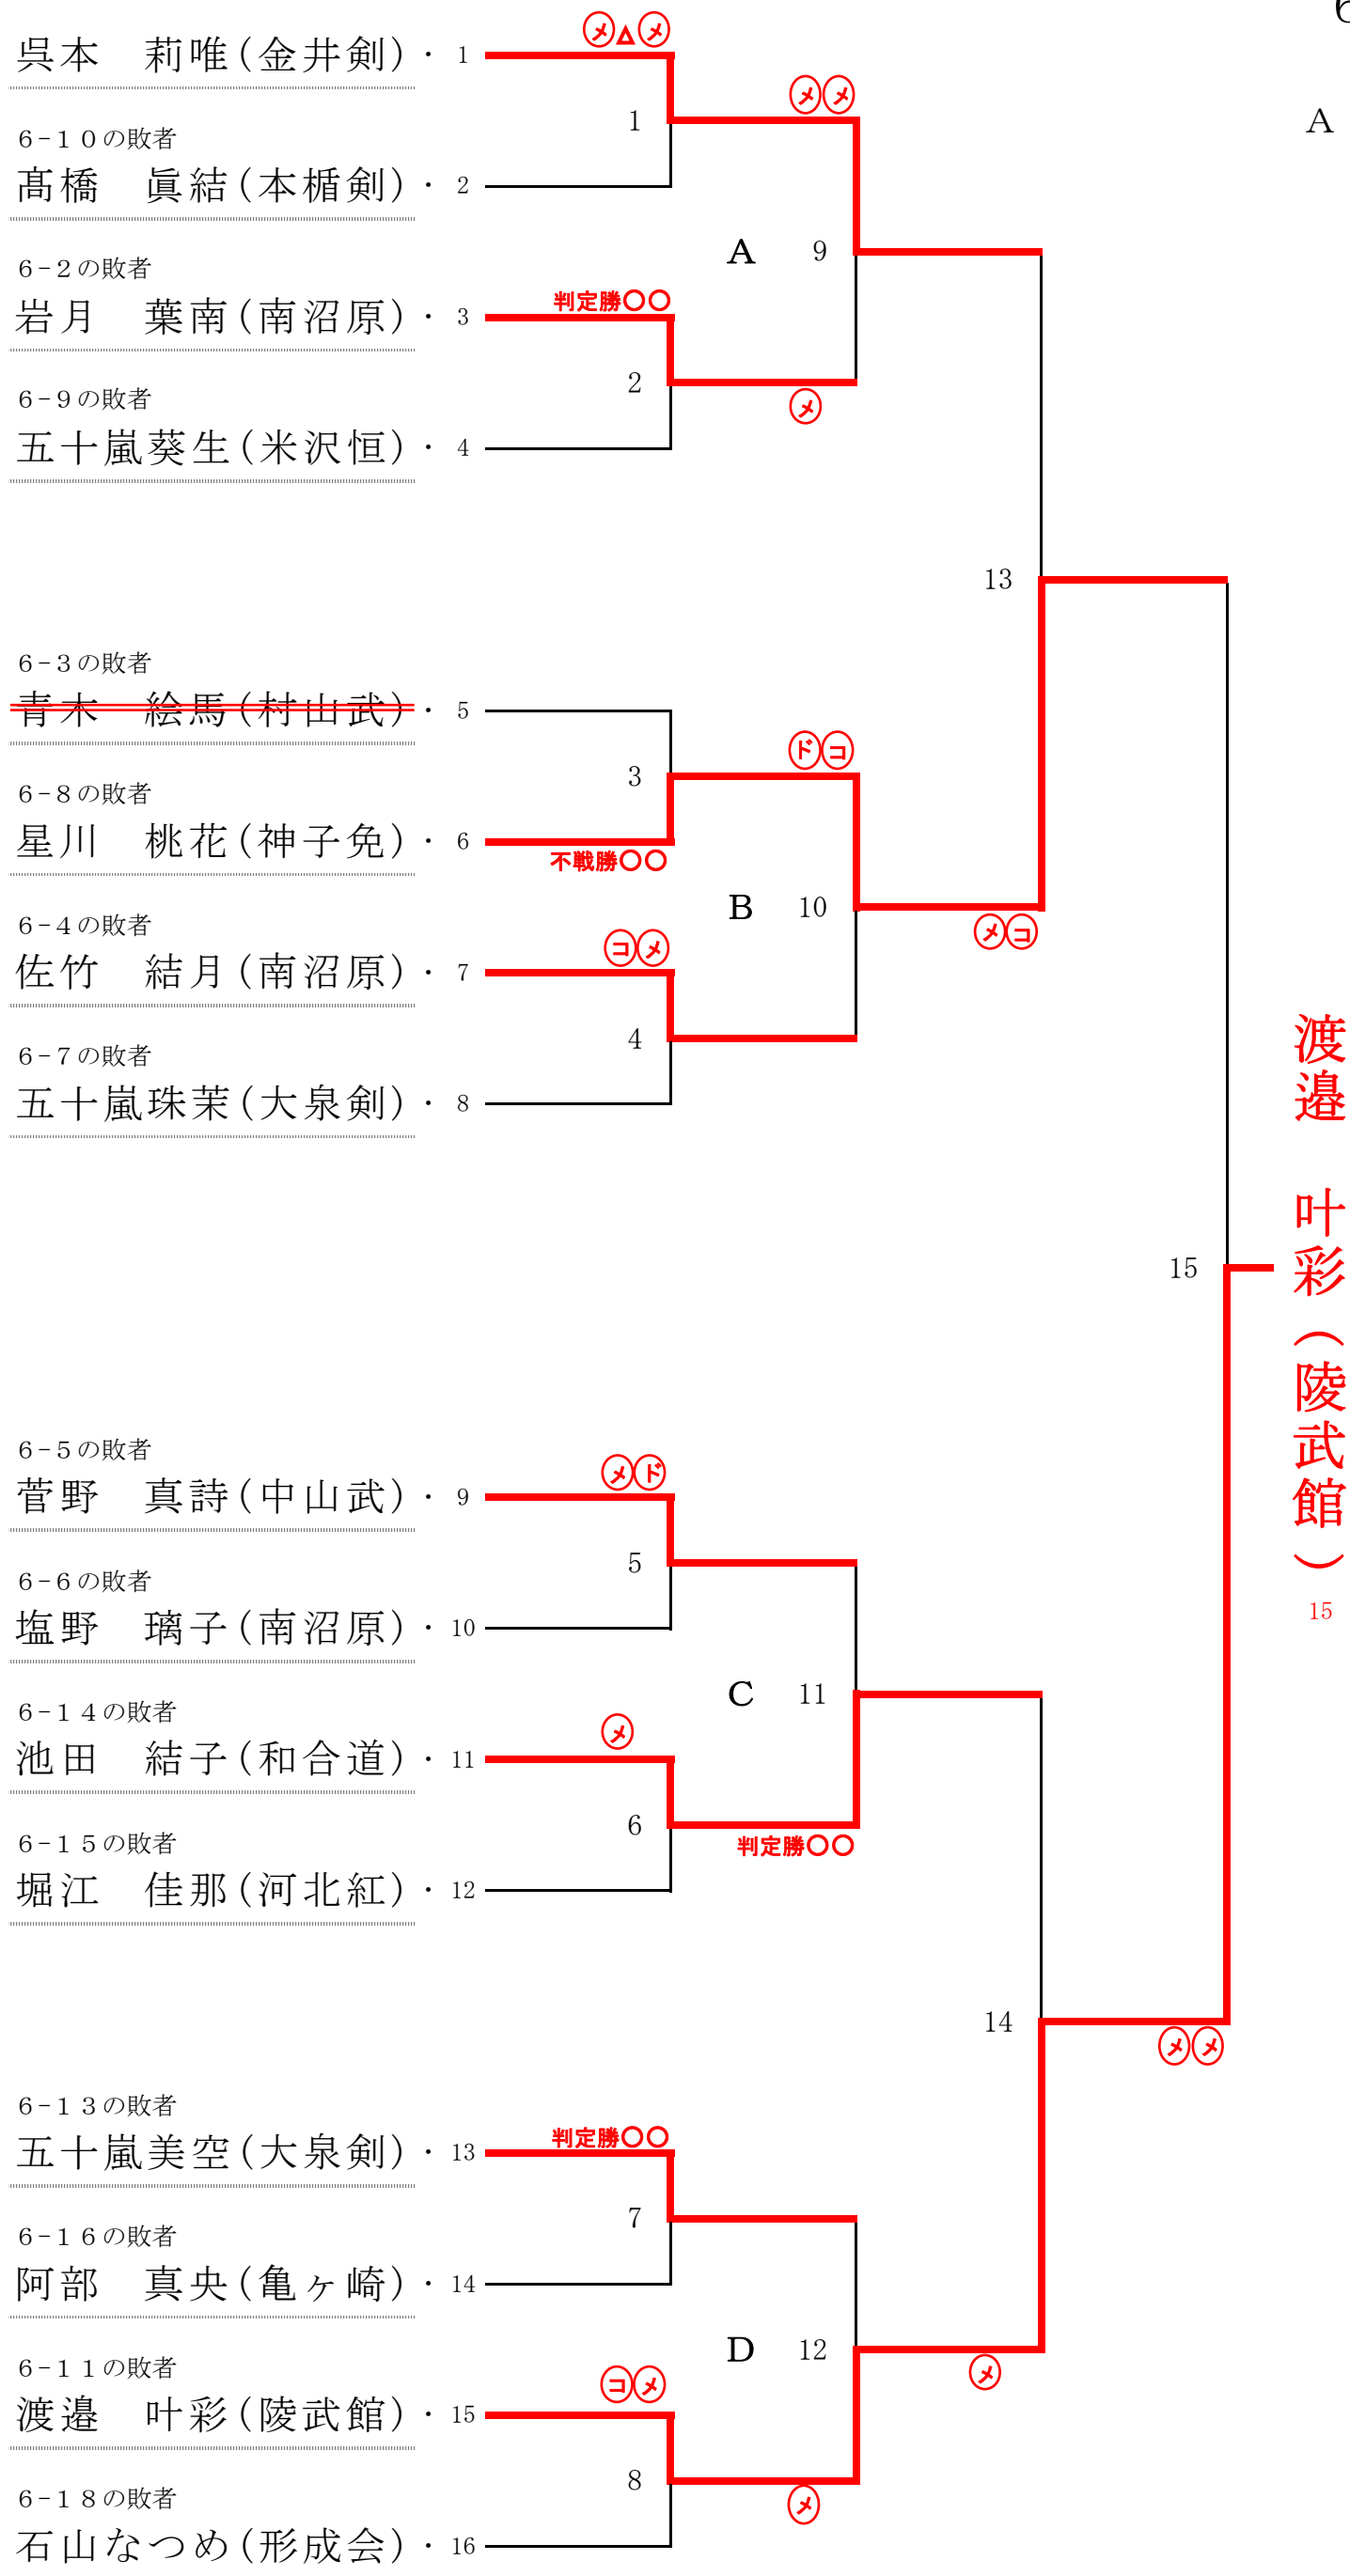 6
㋱△㋱
呉本　莉唯(金井剣)・ 1
㋱㋱
1
A
6-10の敗者
髙橋　眞結(本楯剣)・ 2
A 9
6-2の敗者
判定勝〇〇
岩月　葉南(南沼原)・ 3
2
㋱
6-9の敗者
五十嵐葵生(米沢恒)・ 4
13
6-3の敗者
青木　絵馬(村山武)・ 5
㋣゙㋙
3
6-8の敗者
星川　桃花(神子免)・ 6
不戦勝〇〇
B 10
6-4の敗者
㋙㋱
㋱㋙
佐竹　結月(南沼原)・ 7
4
6-7の敗者
五十嵐珠茉(大泉剣)・ 8
渡邉　叶彩(陵武館)
15
15
6-5の敗者
㋱㋣゙
菅野　真詩(中山武)・ 9
5
6-6の敗者
塩野　璃子(南沼原)・ 10
C 11
6-14の敗者
㋱
池田　結子(和合道)・ 11
6
判定勝〇〇
6-15の敗者
堀江　佳那(河北紅)・ 12
14
㋱㋱
6-13の敗者
判定勝〇〇
五十嵐美空(大泉剣)・ 13
7
6-16の敗者
阿部　真央(亀ヶ崎)・ 14
D 12
㋱
6-11の敗者
㋙㋱
渡邉　叶彩(陵武館)・ 15
8
㋱
6-18の敗者
石山なつめ(形成会)・ 16